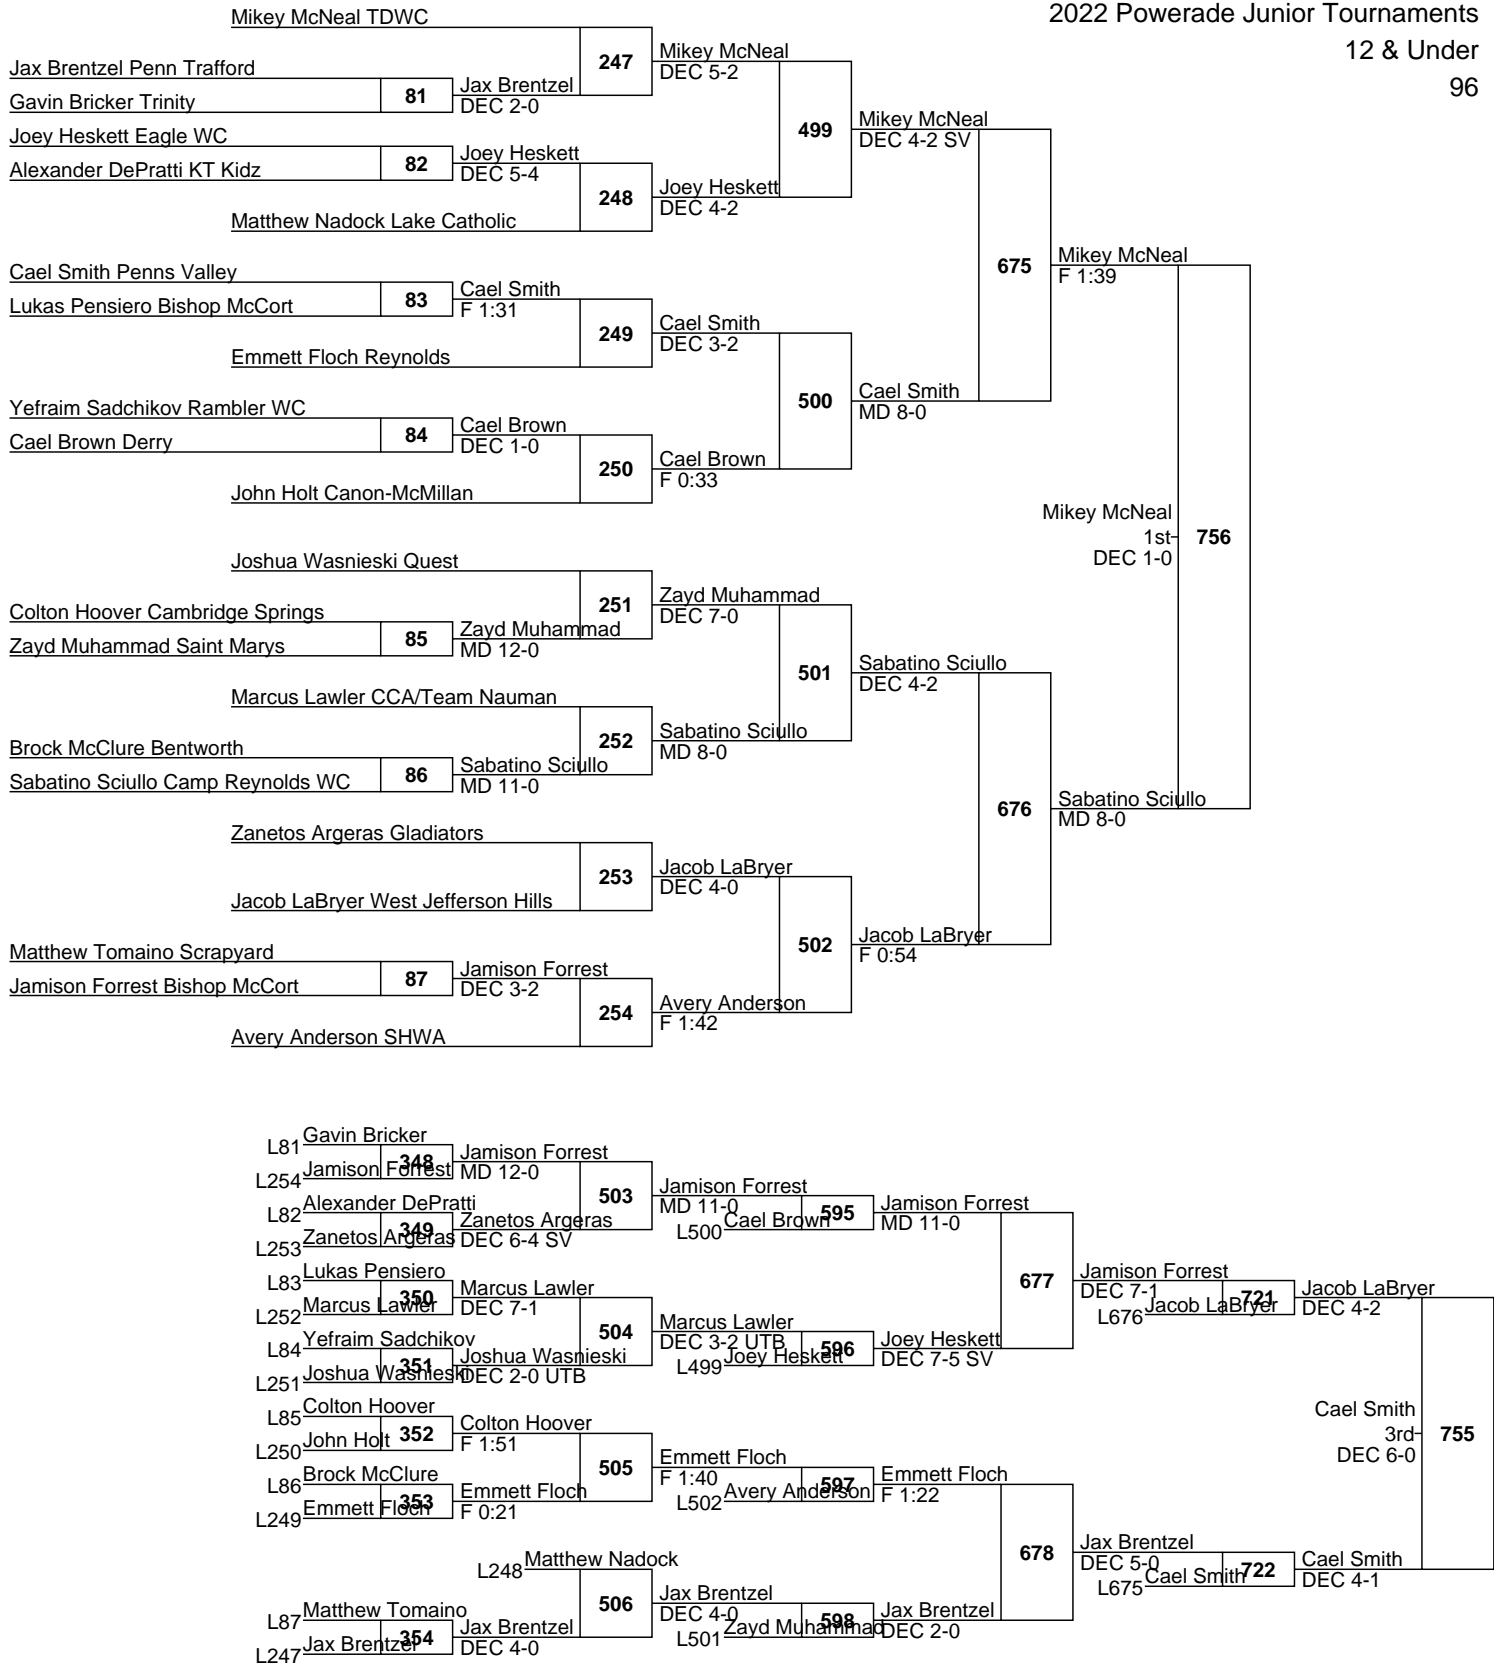 2022 Powerade Junior Tournaments
12 & Under
96
Mikey McNeal TDWC
247
Mikey McNeal
DEC 5-2
Jax Brentzel Penn Trafford
81
Jax Brentzel
DEC 2-0
Gavin Bricker Trinity
499
Mikey McNeal
DEC 4-2 SV
Joey Heskett Eagle WC
82
Joey Heskett
DEC 5-4
Alexander DePratti KT Kidz
248
Joey Heskett
DEC 4-2
Matthew Nadock Lake Catholic
675
Mikey McNeal
F 1:39
Cael Smith Penns Valley
83
Cael Smith
F 1:31
Lukas Pensiero Bishop McCort
249
Cael Smith
DEC 3-2
Emmett Floch Reynolds
500
Cael Smith
MD 8-0
Yefraim Sadchikov Rambler WC
84
Cael Brown
DEC 1-0
Cael Brown Derry
250
Cael Brown
F 0:33
John Holt Canon-McMillan
Mikey McNeal
1st
DEC 1-0
756
Joshua Wasnieski Quest
251
Zayd Muhammad
DEC 7-0
Colton Hoover Cambridge Springs
85
Zayd Muhammad
MD 12-0
Zayd Muhammad Saint Marys
501
Sabatino Sciullo
DEC 4-2
Marcus Lawler CCA/Team Nauman
252
Sabatino Sciullo
MD 8-0
Brock McClure Bentworth
86
Sabatino Sciullo
MD 11-0
Sabatino Sciullo Camp Reynolds WC
676
Sabatino Sciullo
MD 8-0
Zanetos Argeras Gladiators
253
Jacob LaBryer
DEC 4-0
Jacob LaBryer West Jefferson Hills
502
Jacob LaBryer
F 0:54
Matthew Tomaino Scrapyard
87
Jamison Forrest
DEC 3-2
Jamison Forrest Bishop McCort
254
Avery Anderson
F 1:42
Avery Anderson SHWA
L81 Gavin Bricker
348
Jamison Forrest
MD 12-0
L254 Jamison Forrest
503
Jamison Forrest
MD 11-0
L82 Alexander DePratti
349
Zanetos Argeras
DEC 6-4 SV
L253 Zanetos Argeras
L500 Cael Brown
595
Jamison Forrest
MD 11-0
L83 Lukas Pensiero
350
Marcus Lawler
DEC 7-1
L252 Marcus Lawler
677
Jamison Forrest
DEC 7-1
L676 Jacob LaBryer
721
Jacob LaBryer
DEC 4-2
504
Marcus Lawler
DEC 3-2 UTB
L84 Yefraim Sadchikov
351
Joshua Wasnieski
DEC 2-0 UTB
L251 Joshua Wasnieski
L499 Joey Heskett
596
Joey Heskett
DEC 7-5 SV
L85 Colton Hoover
352
Colton Hoover
F 1:51
L250 John Holt
Cael Smith
3rd
DEC 6-0
755
505
Emmett Floch
F 1:40
L86 Brock McClure
353
Emmett Floch
F 0:21
L249 Emmett Floch
L502 Avery Anderson
597
Emmett Floch
F 1:22
678
Jax Brentzel
DEC 5-0
L675 Cael Smith
722
Cael Smith
DEC 4-1
L248 Matthew Nadock
506
Jax Brentzel
DEC 4-0
L501 Zayd Muhammad
598
Jax Brentzel
DEC 2-0
L87 Matthew Tomaino
354
Jax Brentzel
DEC 4-0
L247 Jax Brentzel